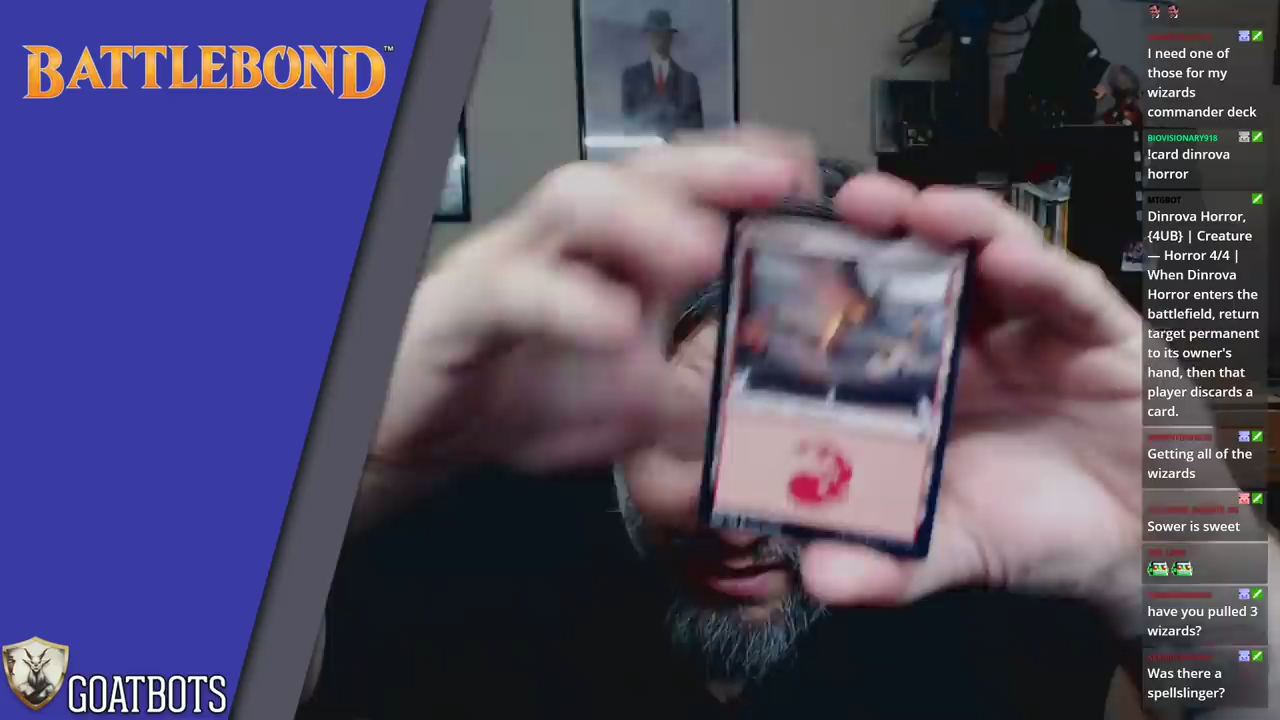 BATTLEBOND™
I need one of
those for my
wizards
commander deck
BIOVISIONARY918
!card dinrova
horror
MTGBOT
Dinrova Horror,
{4UB} | Creature
— Horror 4/4 |
When Dinrova
Horror enters the
battlefield, return
target permanent
to its owner's
hand, then that
player discards a
card.
Getting all of the
wizards
Sower is sweet
have you pulled 3
wizards?
Was there a
spellslinger?
GOATBOTS